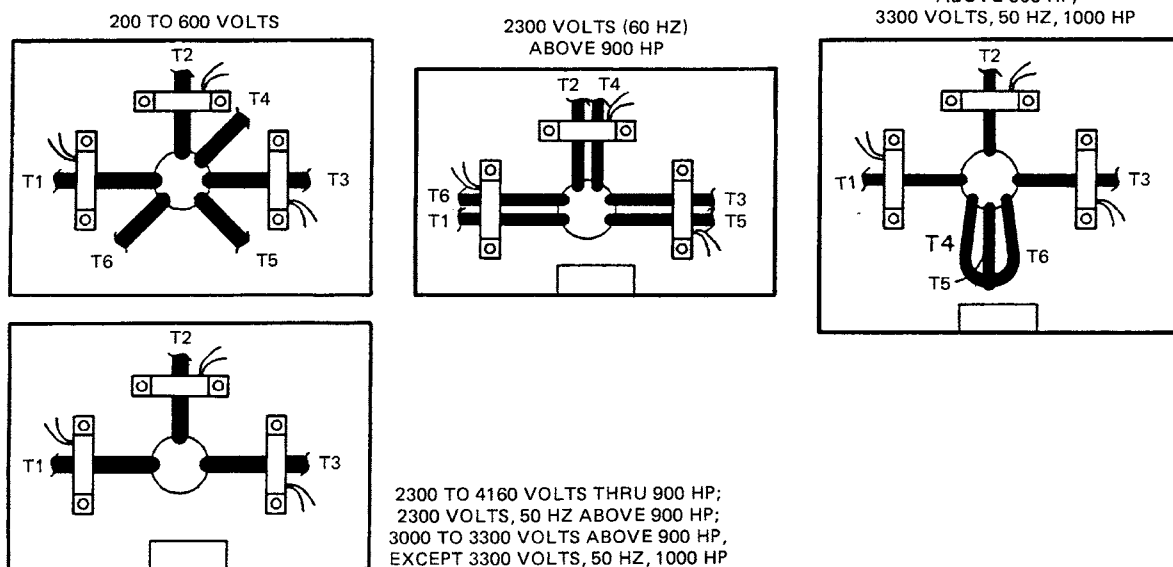 200 TO 600 VOLTS
T2
T4
T1
T3
T6
T5
2300 VOLTS (60 HZ)
ABOVE 900 HP
T2 T4
T6
T3
T1
T5
3300 VOLTS, 50 HZ, 1000 HP
T2
T1
T3
T4
T6
T5
T2
T1
T3
2300 TO 4160 VOLTS THRU 900 HP;
2300 VOLTS, 50 HZ ABOVE 900 HP;
3000 TO 3300 VOLTS ABOVE 900 HP,
EXCEPT 3300 VOLTS, 50 HZ, 1000 HP